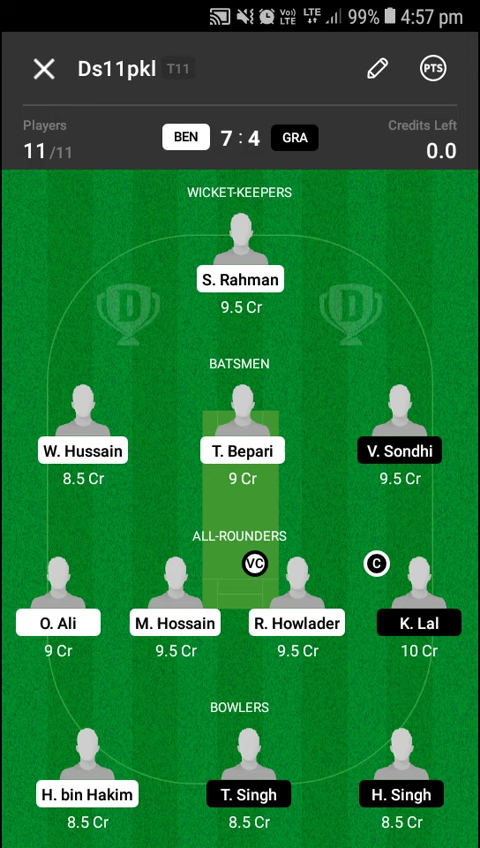 Vo)) LTE LTE 99% 4:57 pm
Ds11pkl T11 PTS
Players Credits Left
11/11 BEN 7 : 4 GRA 0.0
WICKET-KEEPERS
S. Rahman
9.5 Cr
D D
BATSMEN
W. Hussain T. Bepari V. Sondhi
8.5 Cr 9 Cr 9.5 Cr
ALL-ROUNDERS
VC C
O. Ali M. Hossain R. Howlader K. Lal
9 Cr 9.5 Cr 9.5 Cr 10 Cr
BOWLERS
H. bin Hakim T. Singh H. Singh
8.5 Cr 8.5 Cr 8.5 Cr